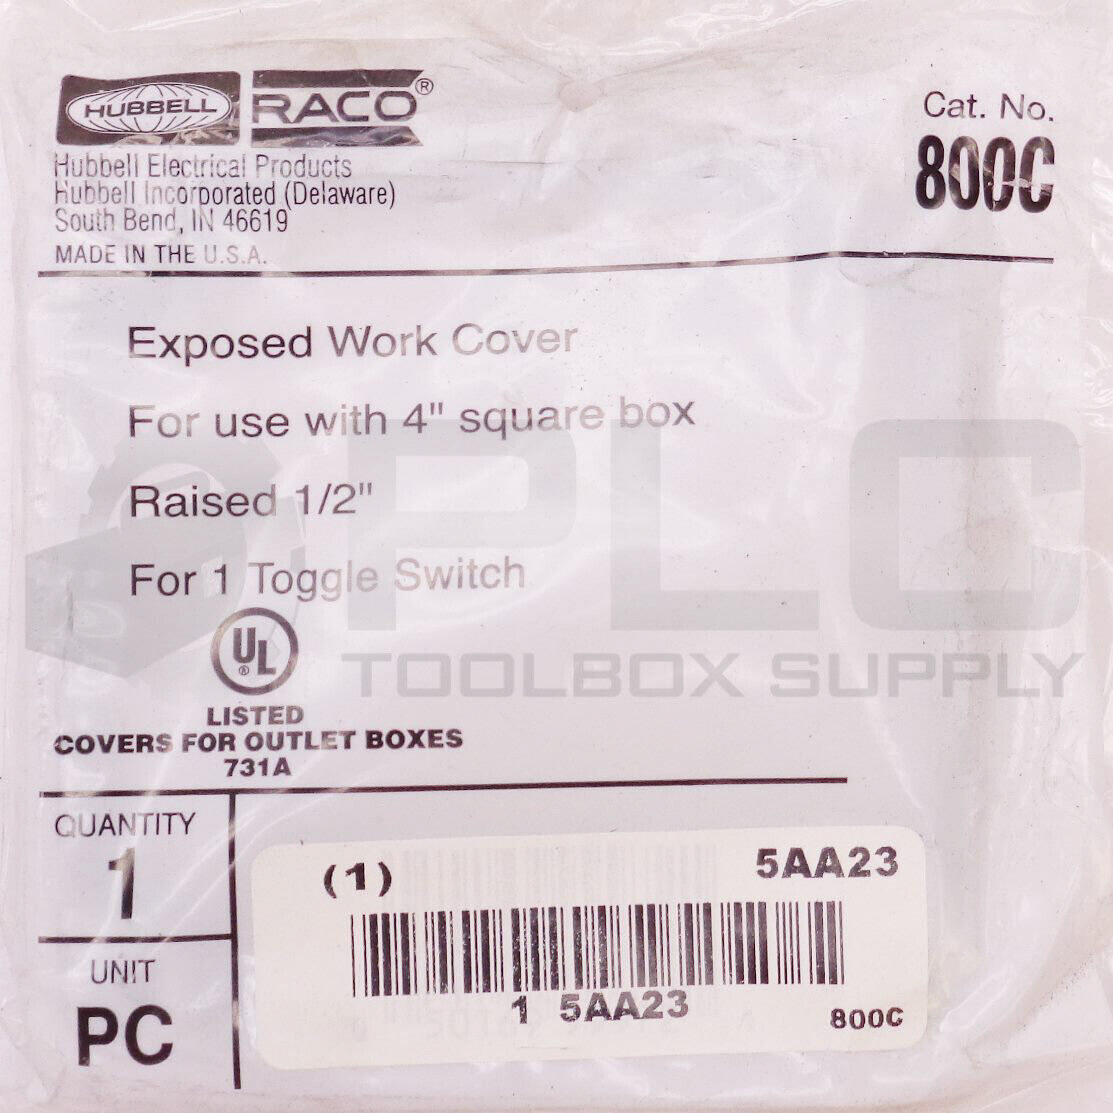 HUBBELL RACO®
Hubbell Electrical Products
Hubbell Incorporated (Delaware)
South Bend, IN 46619
MADE IN THE U.S.A.
Cat. No.
800C
Exposed Work Cover
For use with 4" square box
Raised 1/2"
For 1 Toggle Switch
UL®
LISTED
COVERS FOR OUTLET BOXES
731A
PLC
TOOLBOX SUPPLY
QUANTITY
1
UNIT
PC
(1) 5AA23
1 5AA23
800C